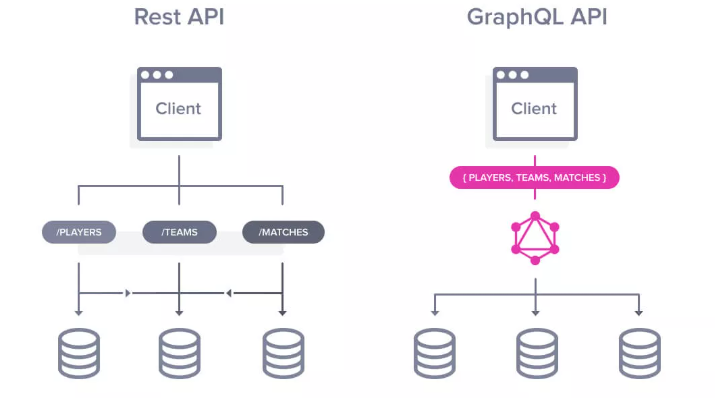 Rest API
GraphQL API
Client
Client
{ PLAYERS, TEAMS, MATCHES }
/PLAYERS
/TEAMS
/MATCHES